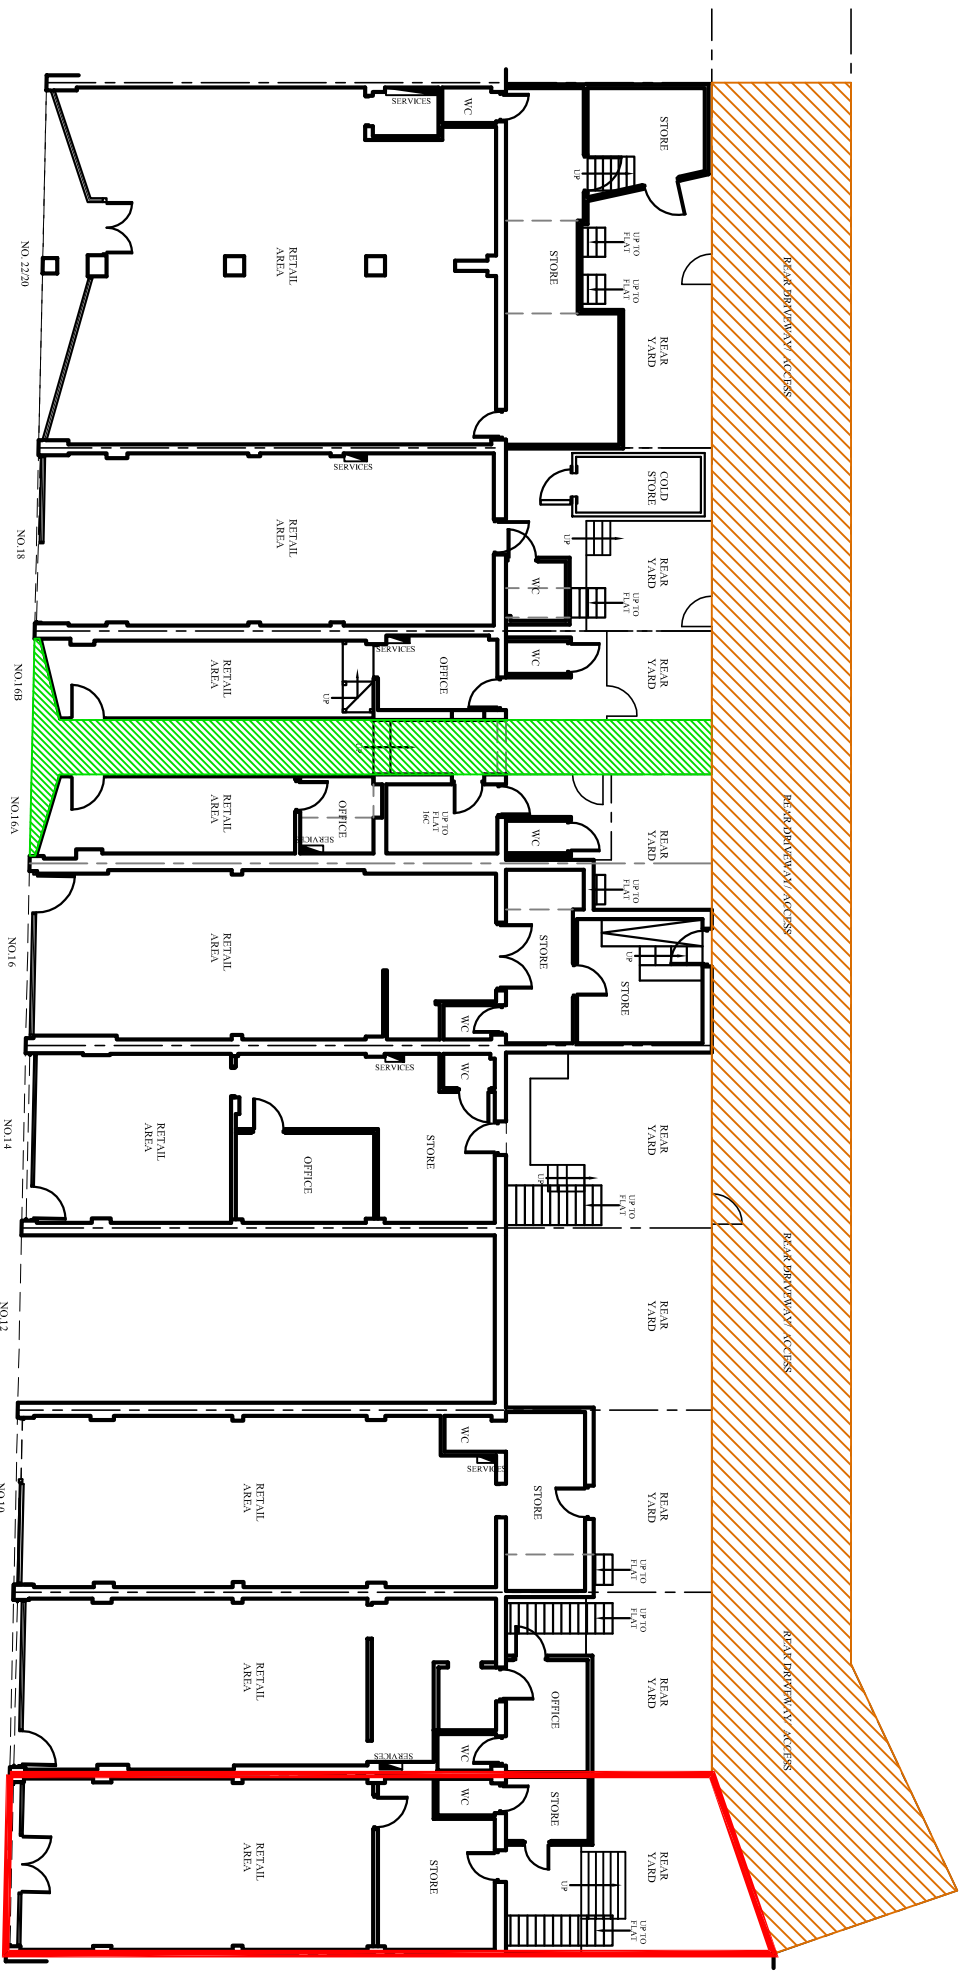 REAR DRIVEWAY/ ACCESS
REAR DRIVEWAY/ ACCESS
REAR DRIVEWAY/ ACCESS
REAR DRIVEWAY/ ACCESS
STORE
UP
UP TO
FLAT
UP TO
FLAT
STORE
REAR
YARD
WC
SERVICES
RETAIL
AREA
NO. 22/20
COLD
STORE
UP
REAR
YARD
UP TO
FLAT
WC
SERVICES
RETAIL
AREA
NO.18
REAR
YARD
WC
OFFICE
SERVICES
UP
RETAIL
AREA
NO.16B
UP
REAR
YARD
WC
UP TO
FLAT
16C
OFFICE
SERVICES
RETAIL
AREA
NO.16A
UP TO
FLAT
STORE
UP
STORE
WC
RETAIL
AREA
NO.16
REAR
YARD
UP
UP TO
FLAT
WC
SERVICES
STORE
OFFICE
RETAIL
AREA
NO.14
REAR
YARD
NO.12
REAR
YARD
UP TO
FLAT
STORE
WC
SERVICES
RETAIL
AREA
NO.10
UP TO
FLAT
REAR
YARD
OFFICE
WC
SERVICES
RETAIL
AREA
REAR
YARD
UP
UP TO
FLAT
STORE
WC
STORE
RETAIL
AREA